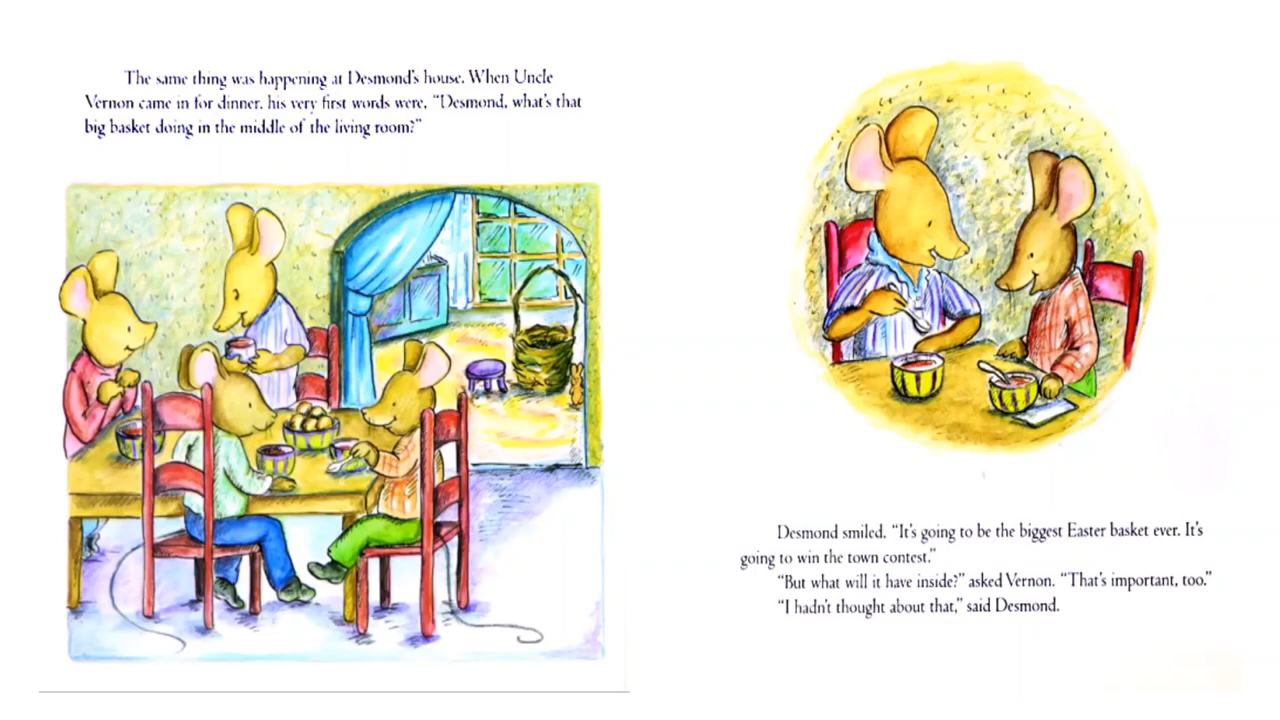 The same thing was happening at Desmond's house. When Uncle
Vernon came in for dinner, his very first words were, “Desmond, what's that
big basket doing in the middle of the living room?”
Desmond smiled. “It's going to be the biggest Easter basket ever. It's
going to win the town contest.”
“But what will it have inside?” asked Vernon. “That's important, too.”
“I hadn't thought about that,” said Desmond.